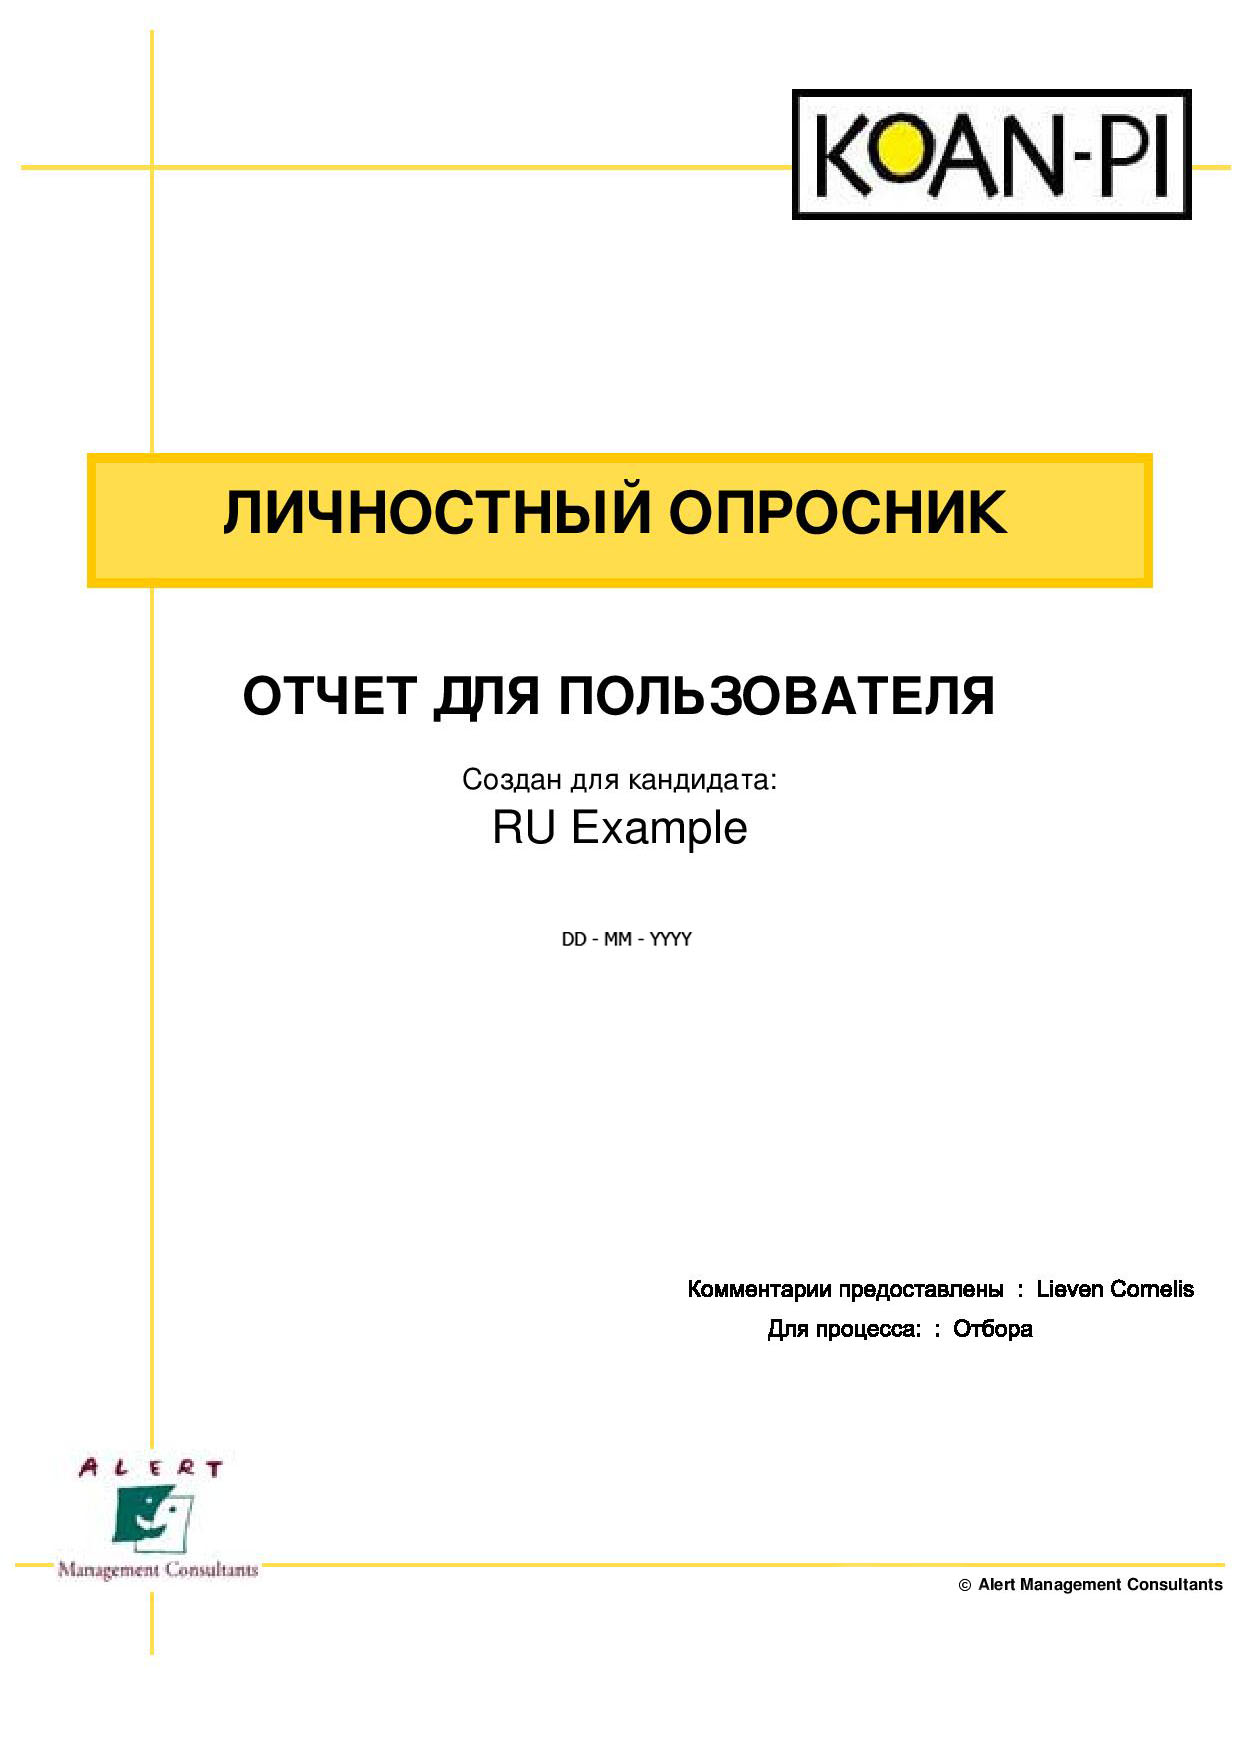 KOAN-PI
ЛИЧНОСТНЫЙ ОПРОСНИК
ОТЧЕТ ДЛЯ ПОЛЬЗОВАТЕЛЯ
Создан для кандидата:
RU Example
DD - MM - YYYY
Комментарии предоставлены : Lieven Cornelis
Для процесса: : Отбора
ALERT
Management Consultants
© Alert Management Consultants